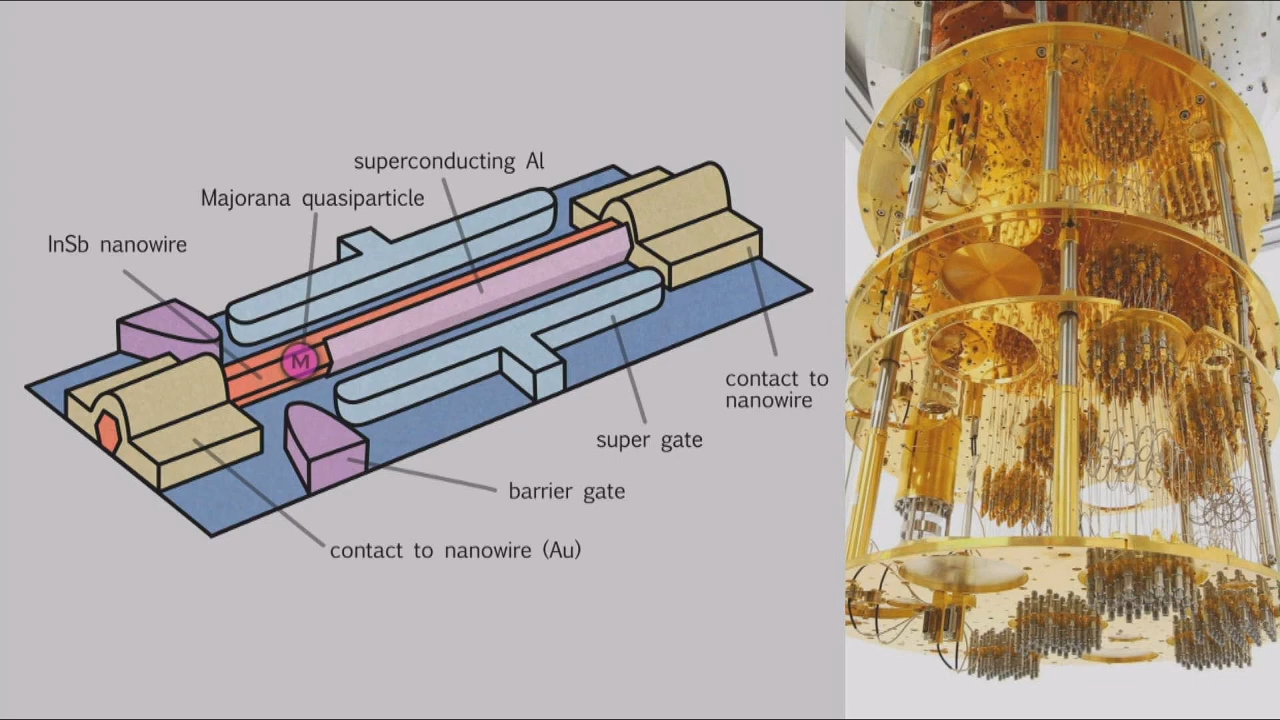 superconducting Al
Majorana quasiparticle
InSb nanowire
M
contact to
nanowire
super gate
barrier gate
contact to nanowire (Au)